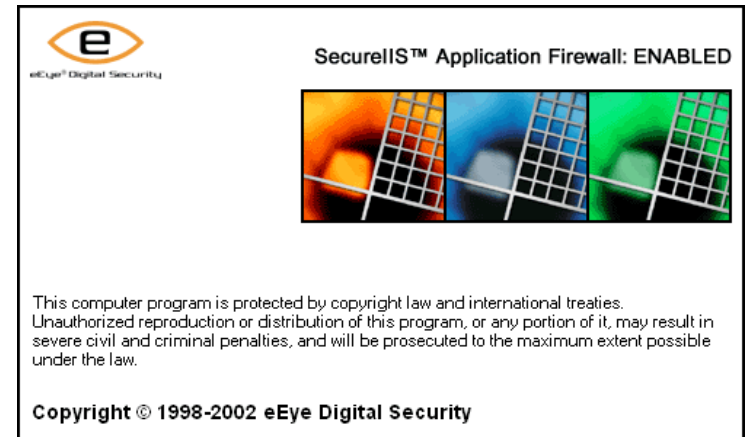 e
eEye® Digital Security
SecureIIS™ Application Firewall: ENABLED
This computer program is protected by copyright law and international treaties.
Unauthorized reproduction or distribution of this program, or any portion of it, may result in
severe civil and criminal penalties, and will be prosecuted to the maximum extent possible
under the law.
Copyright © 1998-2002 eEye Digital Security